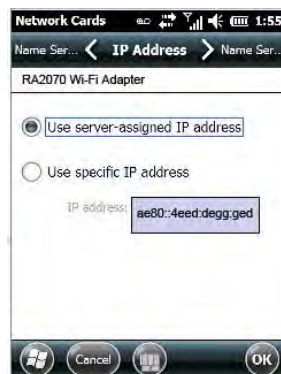 Network Cards 1:55
Name Ser... IP Address Name Ser...
RA2070 Wi-Fi Adapter
Use server-assigned IP address
Use specific IP address
IP address: ae80::4eed:degg:ged
Cancel OK